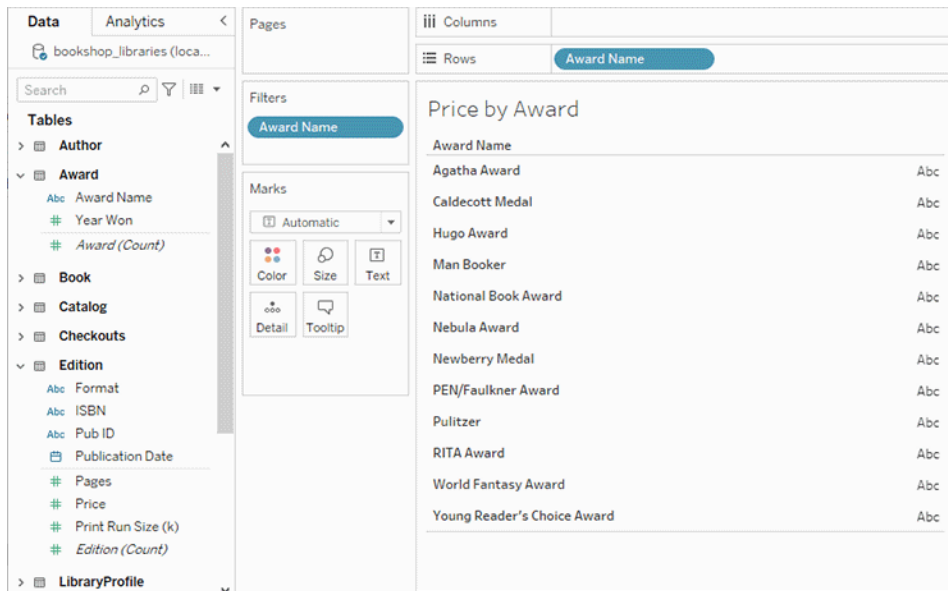 Data
Analytics
bookshop_libraries (loca...
Search
Tables
Author
Award
Abc Award Name
# Year Won
# Award (Count)
Book
Catalog
Checkouts
Edition
Abc Format
Abc ISBN
Abc Pub ID
Publication Date
# Pages
# Price
# Print Run Size (k)
# Edition (Count)
LibraryProfile
Pages
Filters
Award Name
Marks
Automatic
Color
Size
Text
Detail
Tooltip
Columns
Rows
Award Name
Price by Award
Award Name
Agatha Award Abc
Caldecott Medal Abc
Hugo Award Abc
Man Booker Abc
National Book Award Abc
Nebula Award Abc
Newberry Medal Abc
PEN/Faulkner Award Abc
Pulitzer Abc
RITA Award Abc
World Fantasy Award Abc
Young Reader's Choice Award Abc